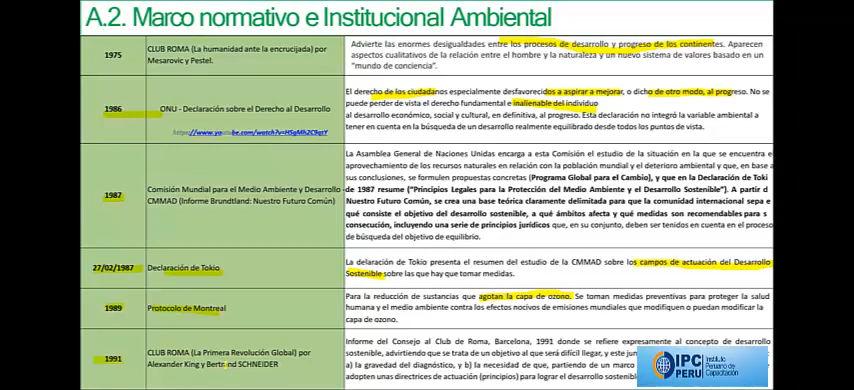 A.2. Marco normativo e Institucional Ambiental
1975
CLUB ROMA (La humanidad ante la encrucijada) por
Mesarovic y Pestel.
Advierte las enormes desigualdades entre los procesos de desarrollo y progreso de los continentes. Aparecen
aspectos cualitativos de la relación entre el hombre y la naturaleza y un nuevo sistema de valores basado en un
"mundo de conciencia".
1986
ONU - Declaración sobre el Derecho al Desarrollo
https://www.youtube.com/watch?v=HSgMh2C9qtY
El derecho de los ciudadanos especialmente desfavorecidos a aspirar a mejorar, o dicho de otro modo, al progreso. No se
puede perder de vista el derecho fundamental e inalienable del individuo
al desarrollo económico, social y cultural, en definitiva, al progreso. Esta declaración no integró la variable ambiental a
tener en cuenta en la búsqueda de un desarrollo realmente equilibrado desde todos los puntos de vista.
1987
Comisión Mundial para el Medio Ambiente y Desarrollo -
CMMAD (Informe Brundtland: Nuestro Futuro Común)
La Asamblea General de Naciones Unidas encarga a esta Comisión el estudio de la situación en la que se encuentra e
aprovechamiento de los recursos naturales en relación con la población mundial y el deterioro ambiental y que, en base a
sus conclusiones, se formulen propuestas concretas (Programa Global para el Cambio), y que en la Declaración de Toki
de 1987 resume ("Principios Legales para la Protección del Medio Ambiente y el Desarrollo Sostenible"). A partir d
Nuestro Futuro Común, se crea una base teórica claramente delimitada para que la comunidad internacional sepa e
qué consiste el objetivo del desarrollo sostenible, a qué ámbitos afecta y qué medidas son recomendables para s
consecución, incluyendo una serie de principios jurídicos que, en su conjunto, deben ser tenidos en cuenta en el proceso
de búsqueda del objetivo de equilibrio.
27/02/1987
Declaración de Tokio
La delaración de Tokio presenta el resumen del estudio de la CMMAD sobre los campos de actuación del Desarrollo
Sostenible sobre las que hay que tomar medidas.
1989
Protocolo de Montreal
Para la reducción de sustancias que agotan la capa de ozono. Se toman medidas preventivas para proteger la salud
humana y el medio ambiente contra los efectos nocivos de emisiones mundiales que modifiquen o puedan modificar la
capa de ozono.
1991
CLUB ROMA (La Primera Revolución Global) por
Alexander King y Bertrand SCHNEIDER
Informe del Consejo al Club de Roma, Barcelona, 1991 donde se refiere expresamente al concepto de desarrollo
sostenible, advirtiendo que se trata de un objetivo al que será difícil llegar, y este
a) la gravedad del diagnóstico, y b) la necesidad de que, partiendo de un marco
adopten unas directrices de actuación (principios) para lograr el desarrollo
IPC
PERU
Instituto
Peruano de
Capacitación